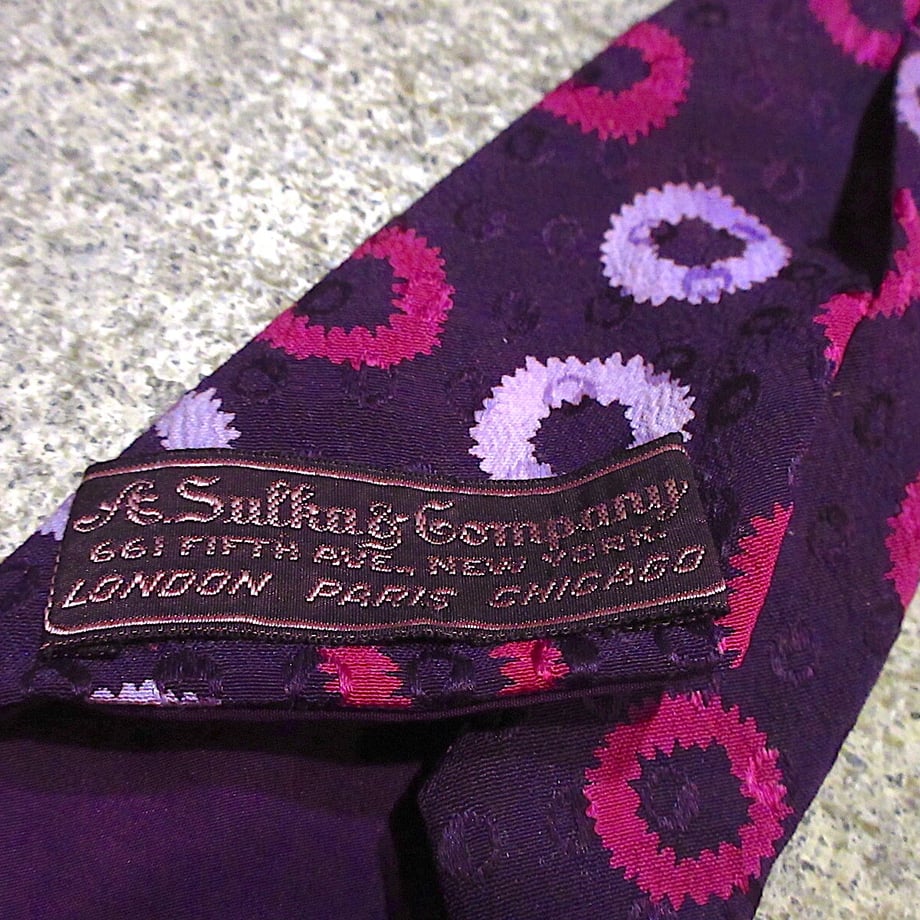 A. Sulka & Company
661 FIFTH AVE., NEW YORK.
LONDON PARIS CHICAGO